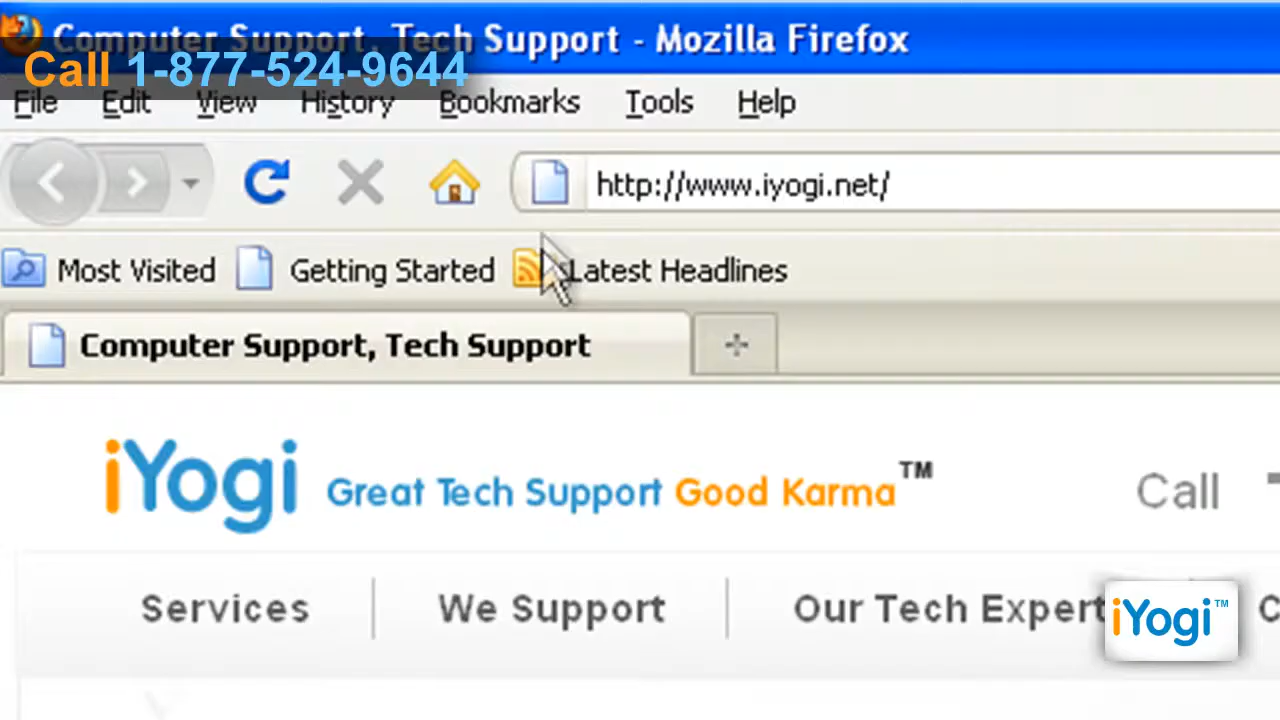 Computer Support, Tech Support - Mozilla Firefox
Call 1-877-524-9644
File Edit View History Bookmarks Tools Help
http://www.iyogi.net/
Most Visited Getting Started Latest Headlines
Computer Support, Tech Support
iYogi Great Tech Support Good Karma™ Call
Services We Support Our Tech Expert
iYogi™